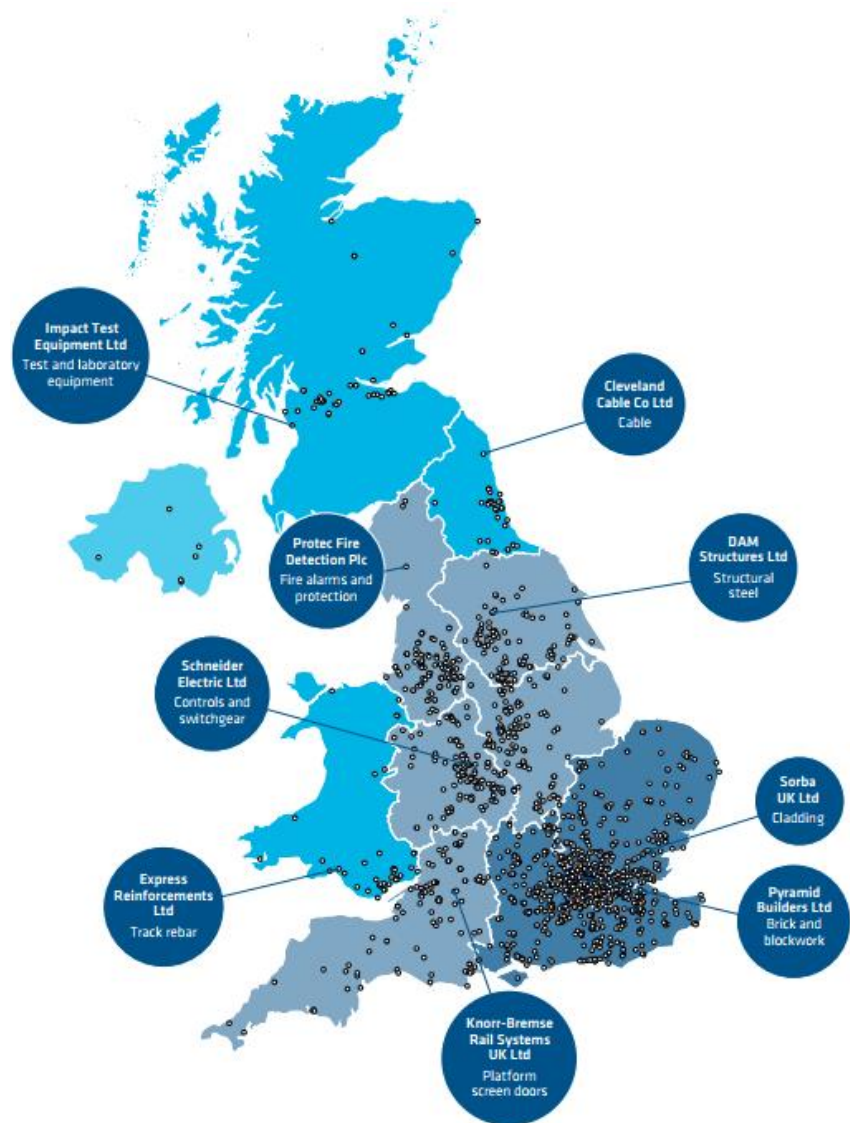 Impact Test
Equipment Ltd
Test and laboratory
equipment
Cleveland
Cable Co Ltd
Cable
Protec Fire
Detection Plc
Fire alarms and
protection
DAM
Structures Ltd
Structural
steel
Schneider
Electric Ltd
Controls and
switchgear
Sorba
UK Ltd
Cladding
Express
Reinforcements
Ltd
Track rebar
Pyramid
Builders Ltd
Brick and
blockwork
Knorr-Bremse
Rail Systems
UK Ltd
Platform
screen doors